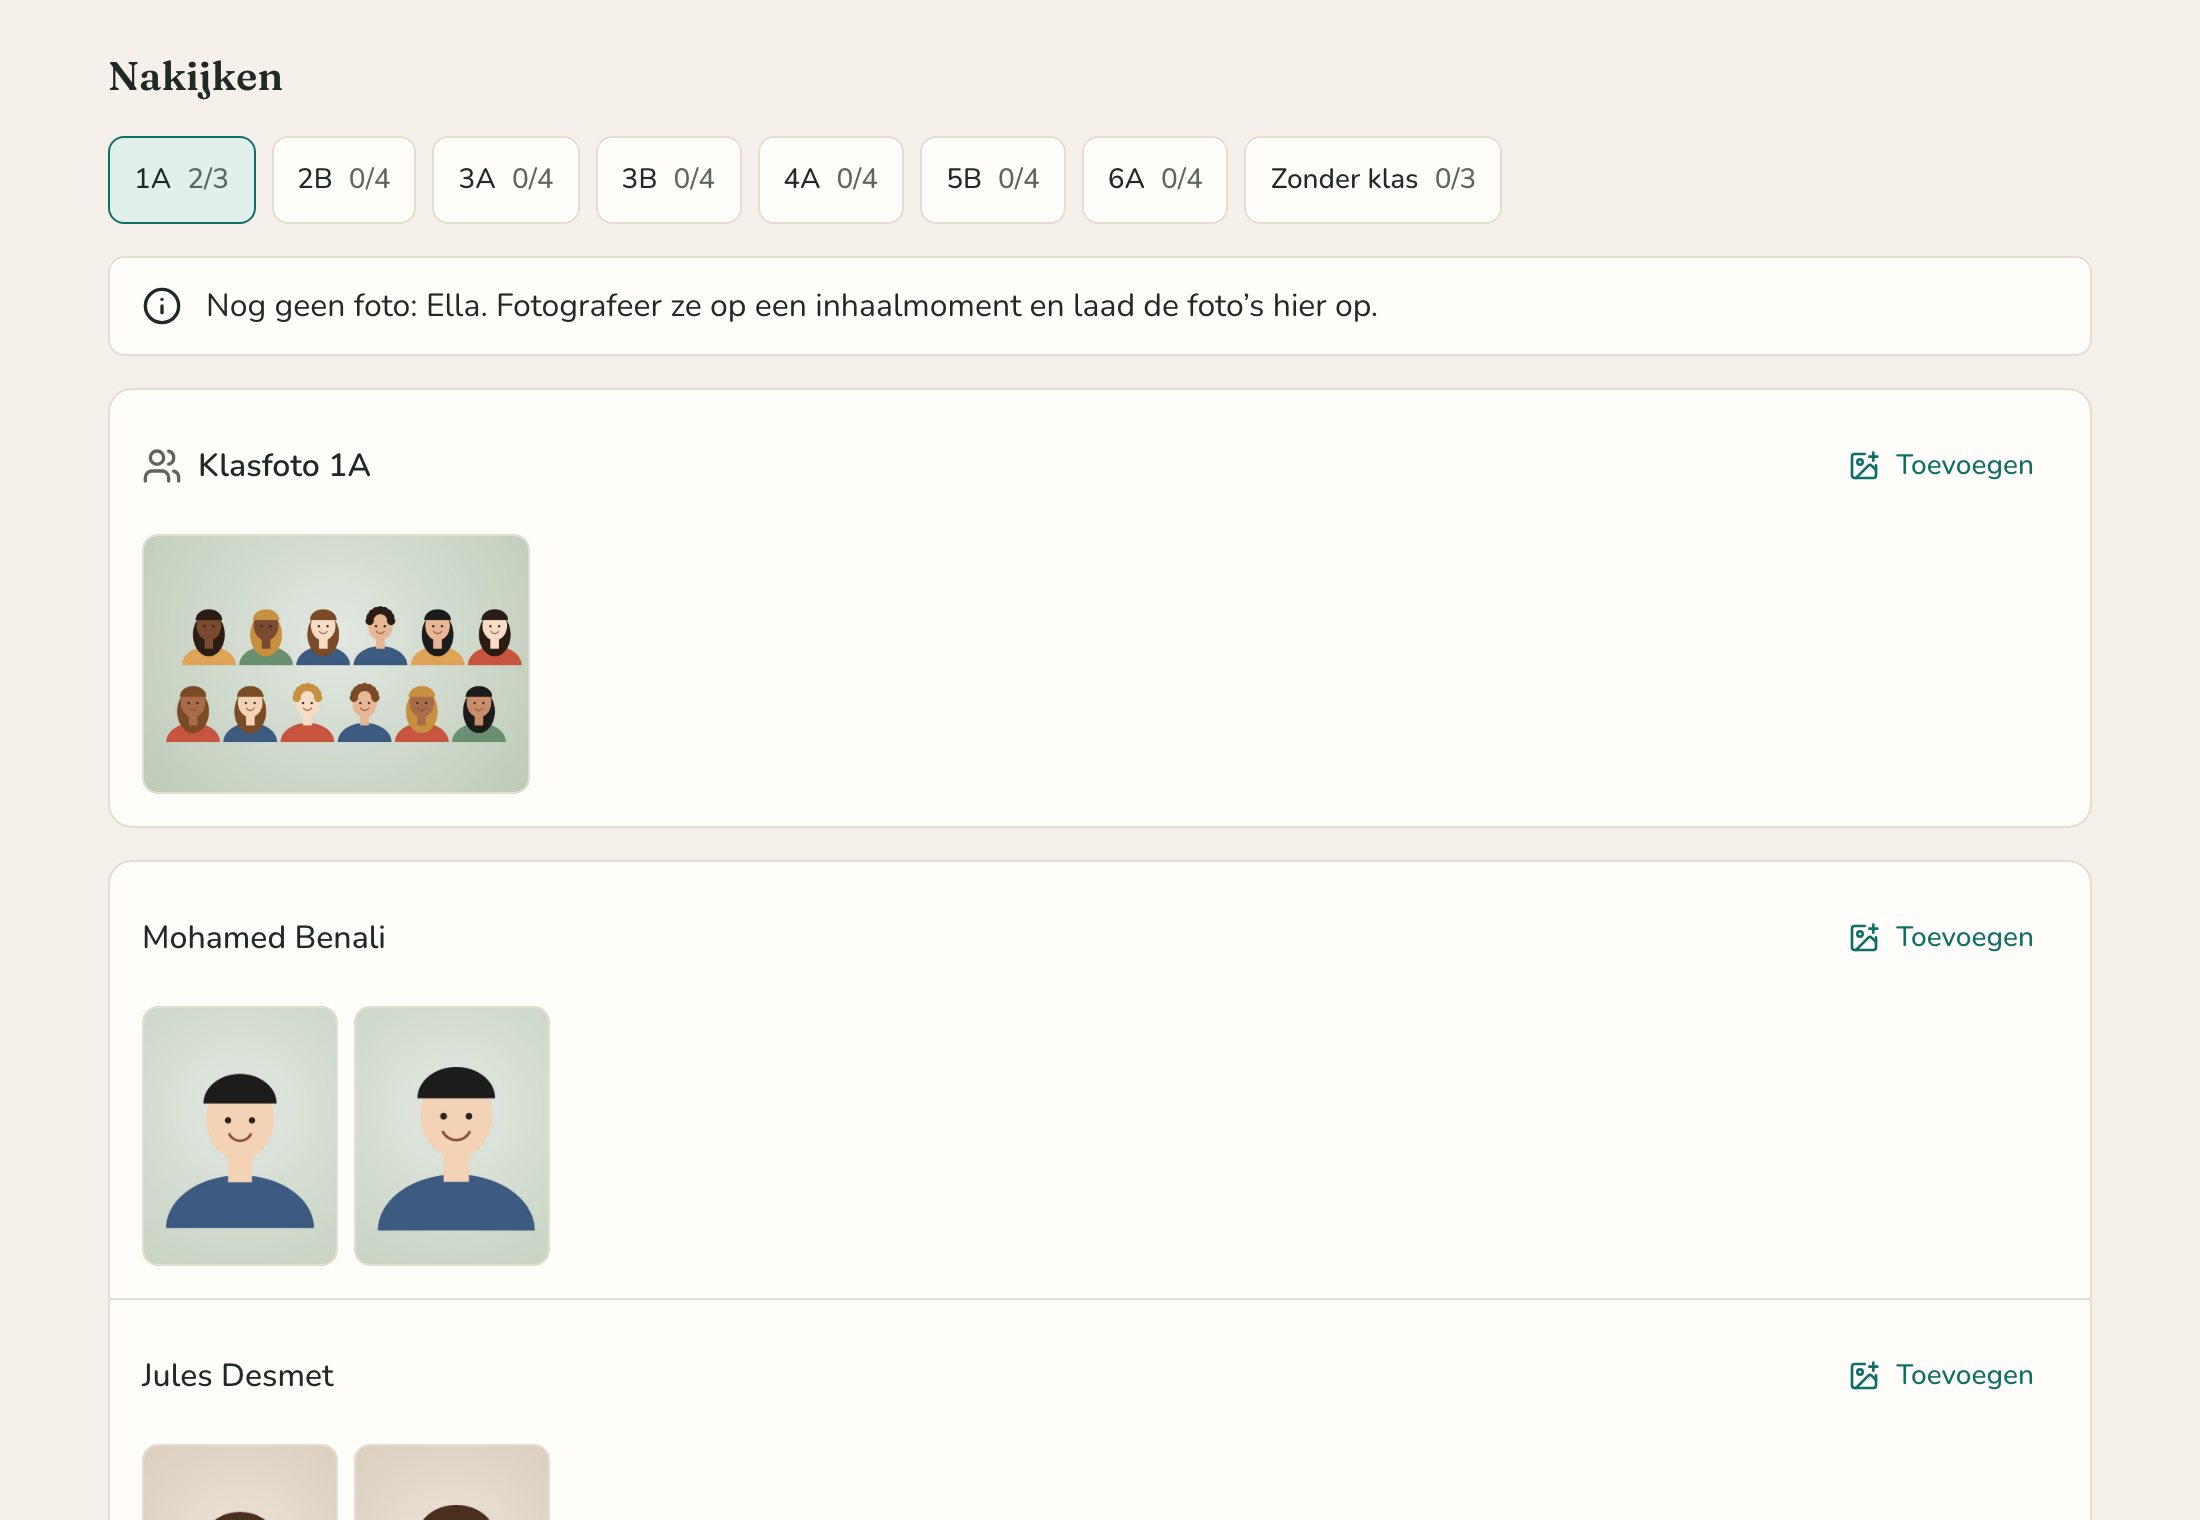 Nakijken
1A 2/3 2B 0/4 3A 0/4 3B 0/4 4A 0/4 5B 0/4 6A 0/4 Zonder klas 0/3
Nog geen foto: Ella. Fotografeer ze op een inhaalmoment en laad de foto’s hier op.
Klasfoto 1A Toevoegen
Mohamed Benali Toevoegen
Jules Desmet Toevoegen